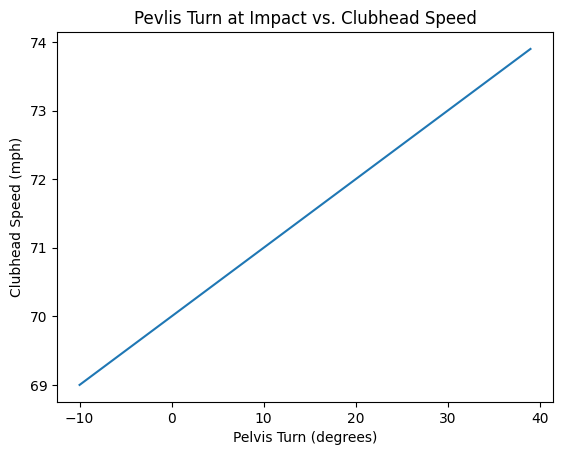 Pevlis Turn at Impact vs. Clubhead Speed
74
73
72
71
70
69
Clubhead Speed (mph)
−10 0 10 20 30 40
Pelvis Turn (degrees)